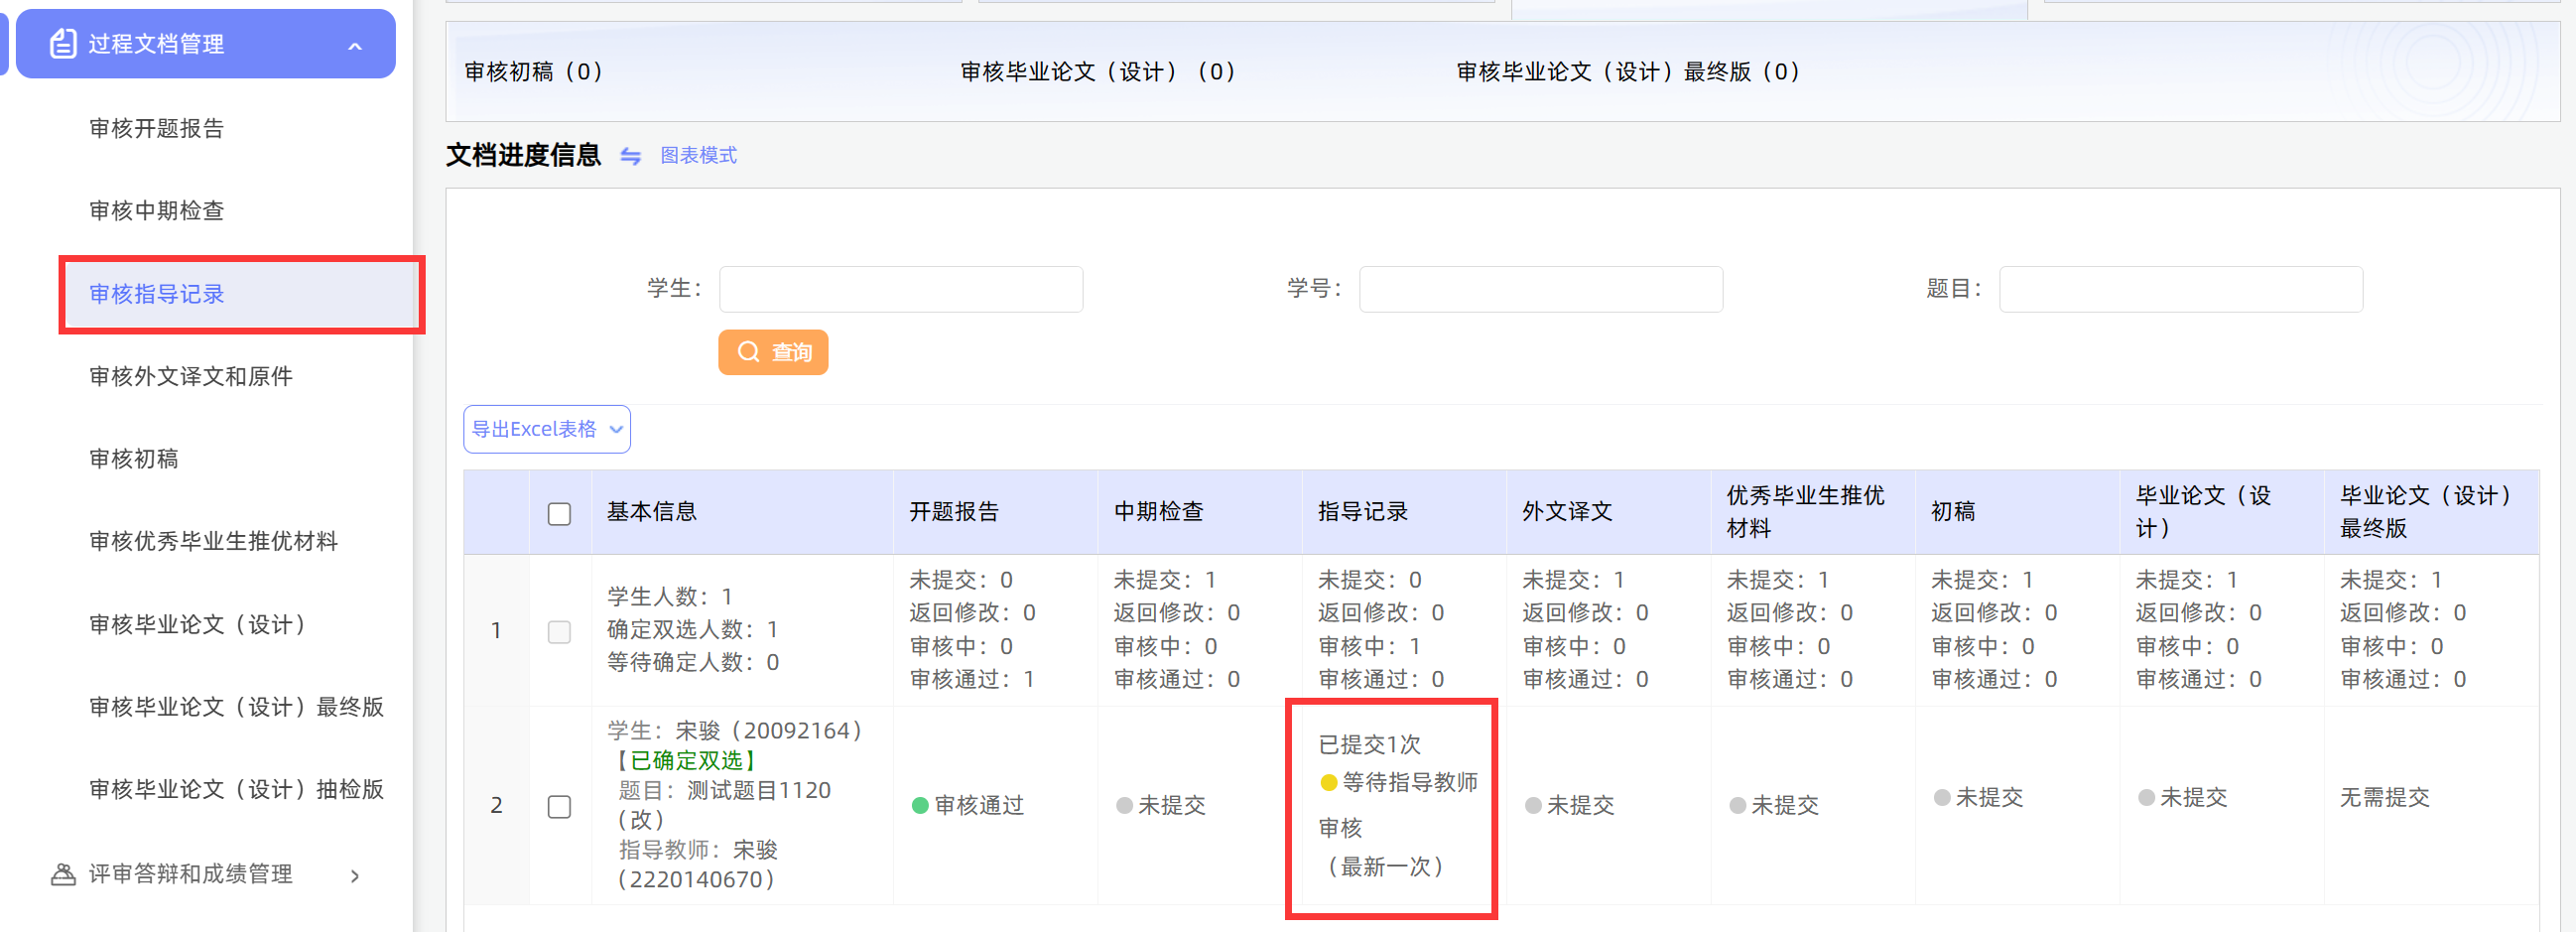 过程文档管理
审核开题报告
审核中期检查
审核指导记录
审核外文译文和原件
审核初稿
审核优秀毕业生推优材料
审核毕业论文（设计）
审核毕业论文（设计）最终版
审核毕业论文（设计）抽检版
评审答辩和成绩管理
审核初稿（0）
审核毕业论文（设计）（0）
审核毕业论文（设计）最终版（0）
文档进度信息 图表模式
学生：
学号：
题目：
查询
导出Excel表格
基本信息
开题报告
中期检查
指导记录
外文译文
优秀毕业生推优
材料
初稿
毕业论文（设
计）
毕业论文（设计）
最终版
1
学生人数：1
确定双选人数：1
等待确定人数：0
未提交：0
返回修改：0
审核中：0
审核通过：1
未提交：1
返回修改：0
审核中：0
审核通过：0
未提交：0
返回修改：0
审核中：1
审核通过：0
未提交：1
返回修改：0
审核中：0
审核通过：0
未提交：1
返回修改：0
审核中：0
审核通过：0
未提交：1
返回修改：0
审核中：0
审核通过：0
未提交：1
返回修改：0
审核中：0
审核通过：0
未提交：1
返回修改：0
审核中：0
审核通过：0
2
学生：宋骏（20092164）
【已确定双选】
题目：测试题目1120
（改）
指导教师：宋骏
（2220140670）
审核通过
未提交
已提交1次
等待指导教师
审核
（最新一次）
未提交
未提交
未提交
未提交
无需提交